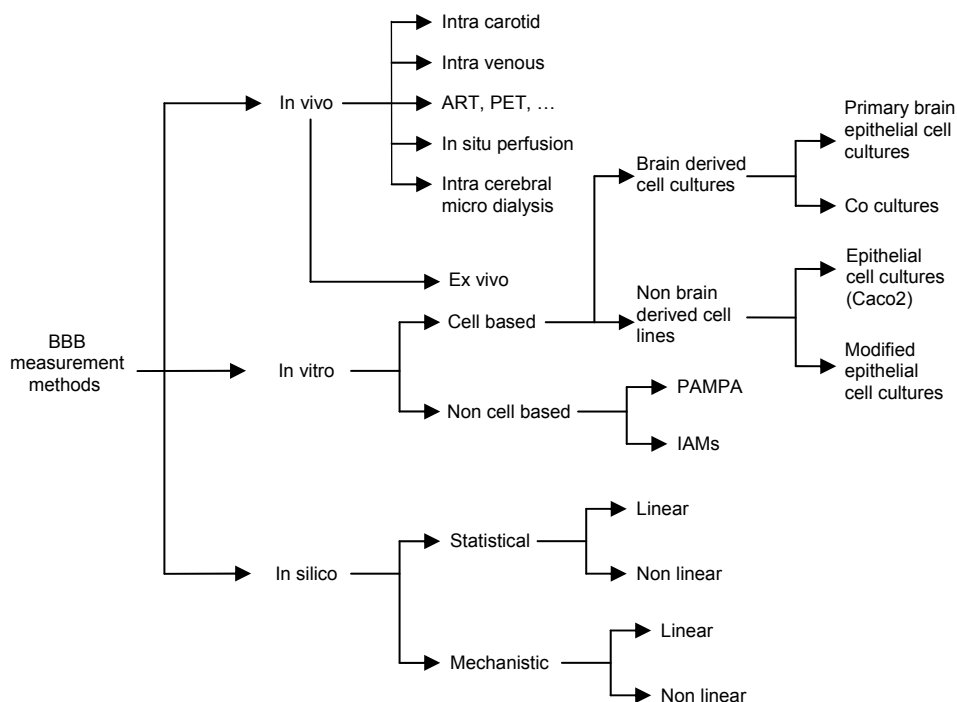 BBB
measurement
methods
In vivo
Intra carotid
Intra venous
ART, PET, …
In situ perfusion
Intra cerebral
micro dialysis
Ex vivo
In vitro
Cell based
Brain derived
cell cultures
Primary brain
epithelial cell
cultures
Co cultures
Non brain
derived cell
lines
Epithelial
cell cultures
(Caco2)
Modified
epithelial
cell cultures
Non cell based
PAMPA
IAMs
In silico
Statistical
Linear
Non linear
Mechanistic
Linear
Non linear